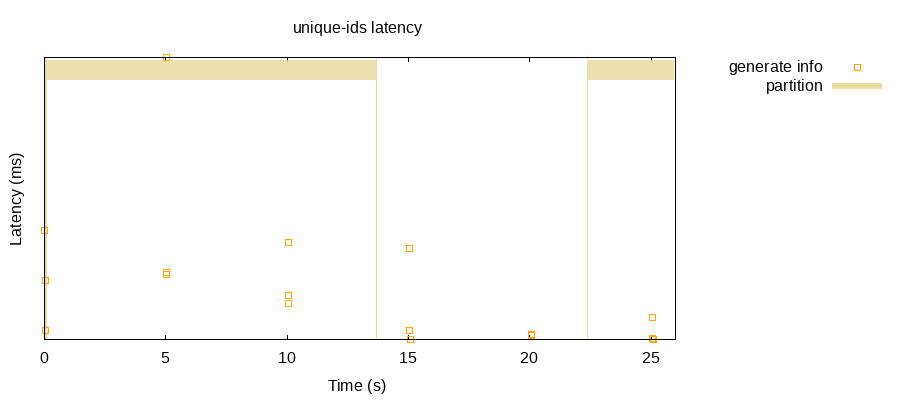 unique-ids latency
generate info
partition
Latency (ms)
0 5 10 15 20 25
Time (s)